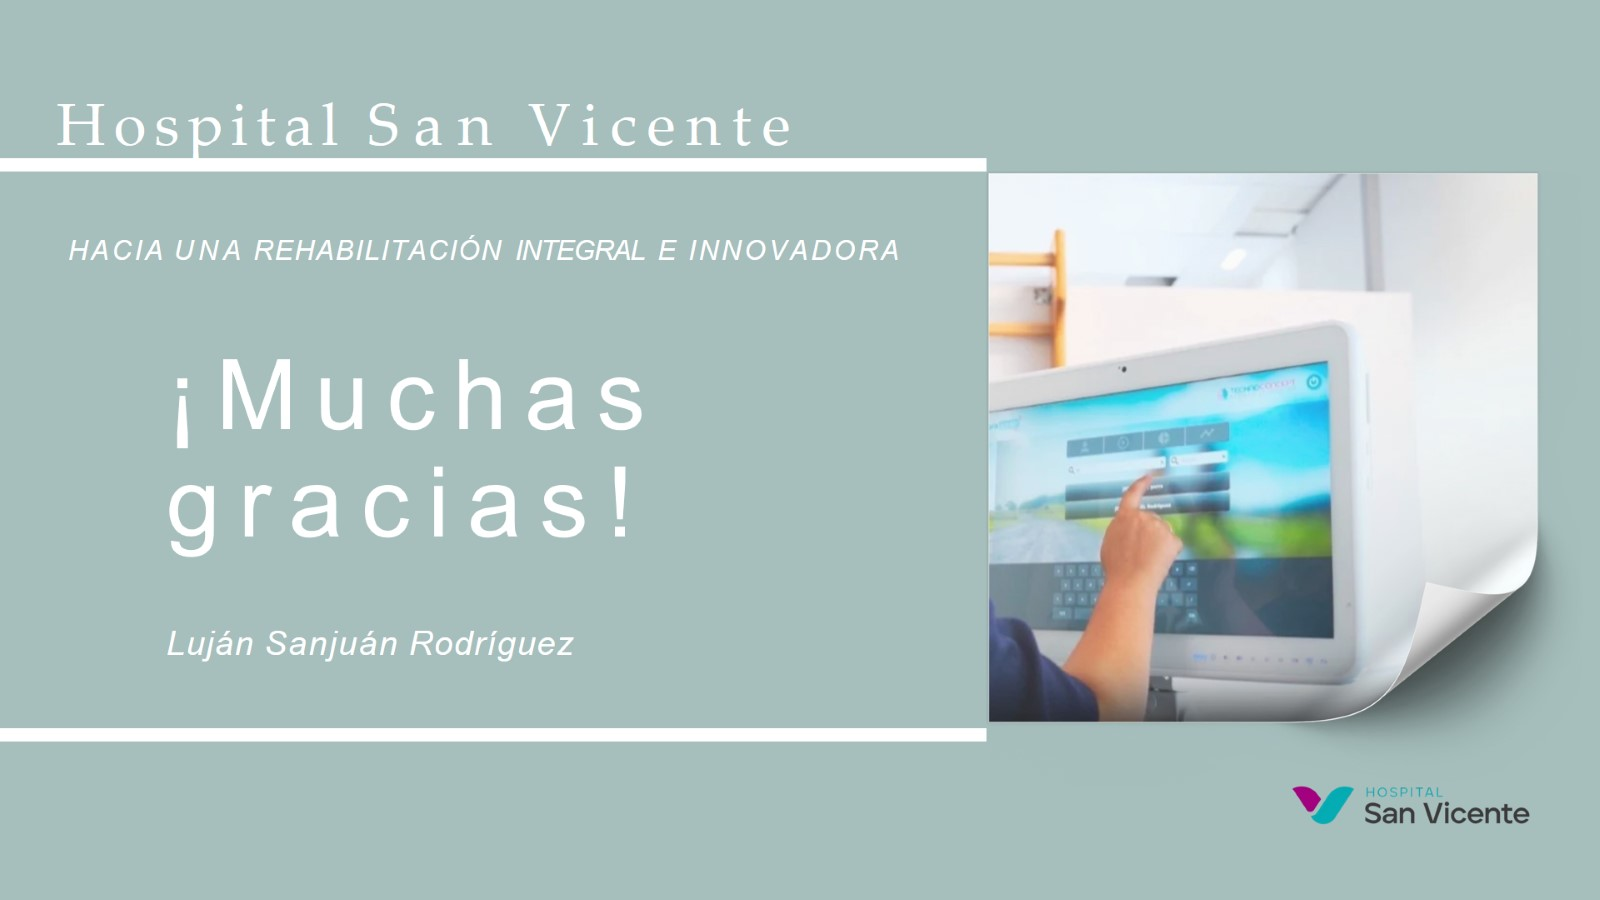 Hospital San Vicente
HACIA UNA REHABILITACIÓN INTEGRAL E INNOVADORA
¡Muchas
gracias!
Luján Sanjuán Rodríguez
HOSPITAL
San Vicente